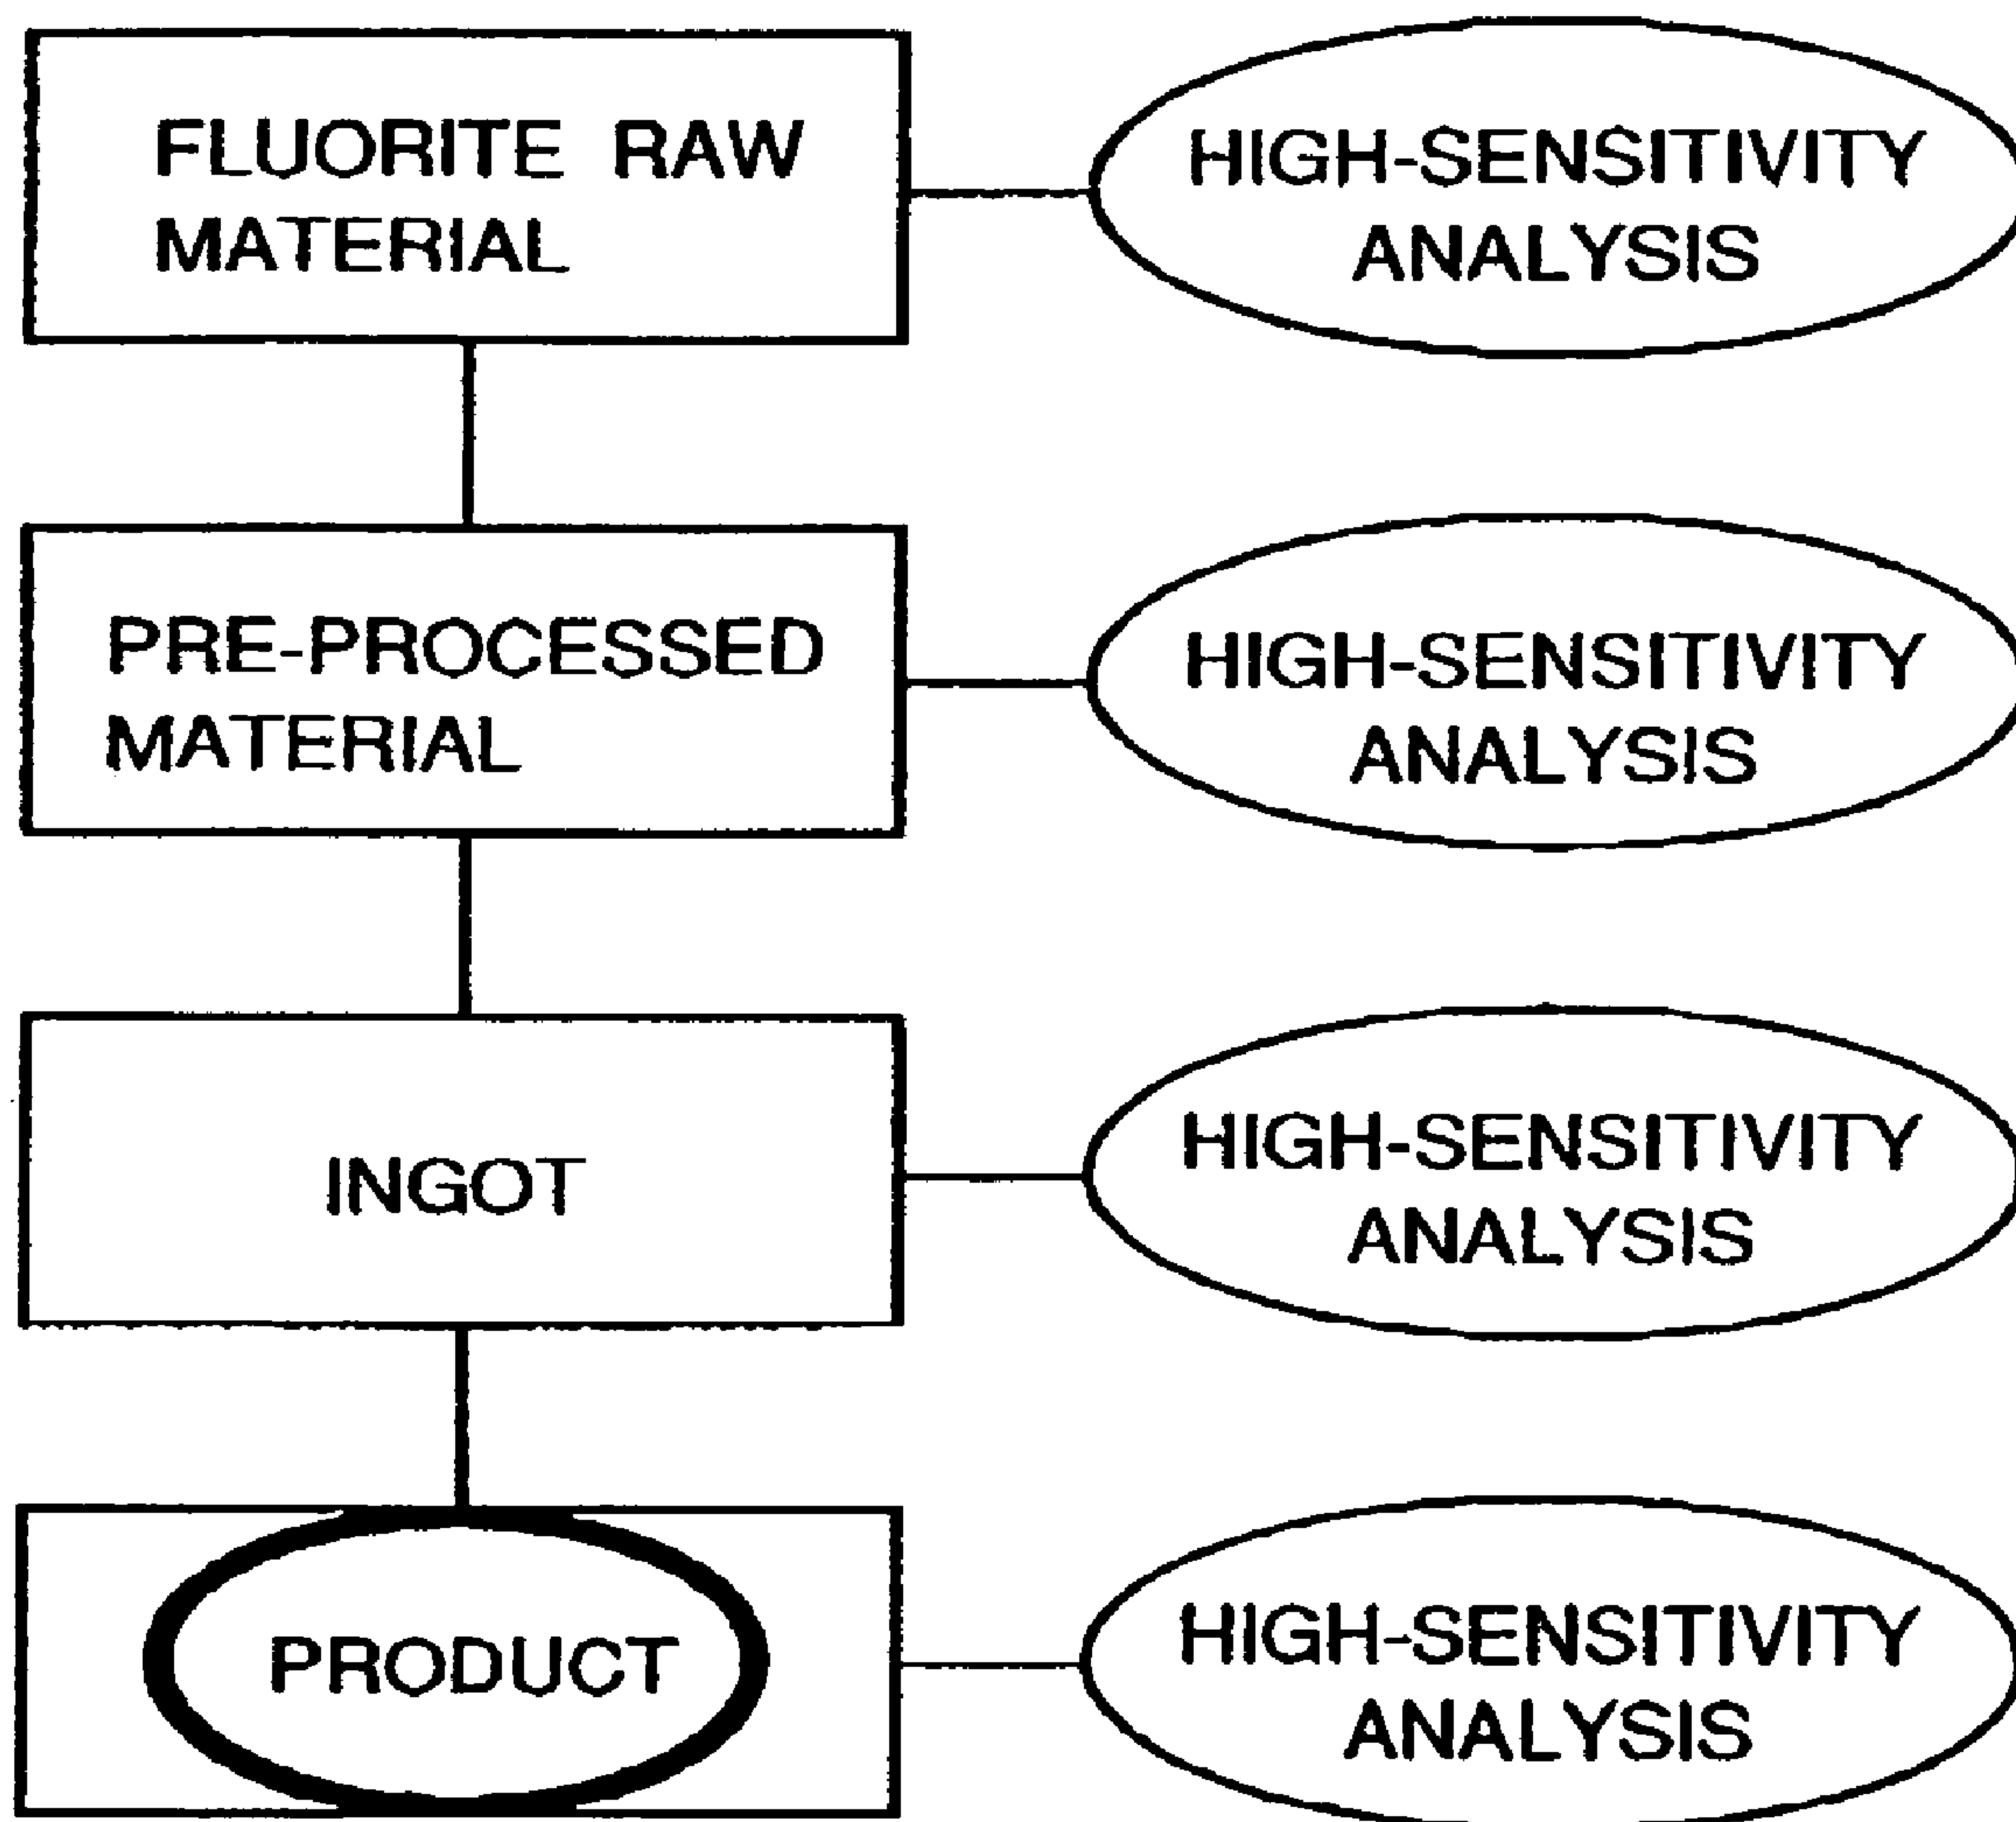 FLUORITE RAW
MATERIAL
HIGH-SENSITIVITY
ANALYSIS
PRE-PROCESSED
MATERIAL
HIGH-SENSITIVITY
ANALYSIS
INGOT
HIGH-SENSITIVITY
ANALYSIS
PRODUCT
HIGH-SENSITIVITY
ANALYSIS